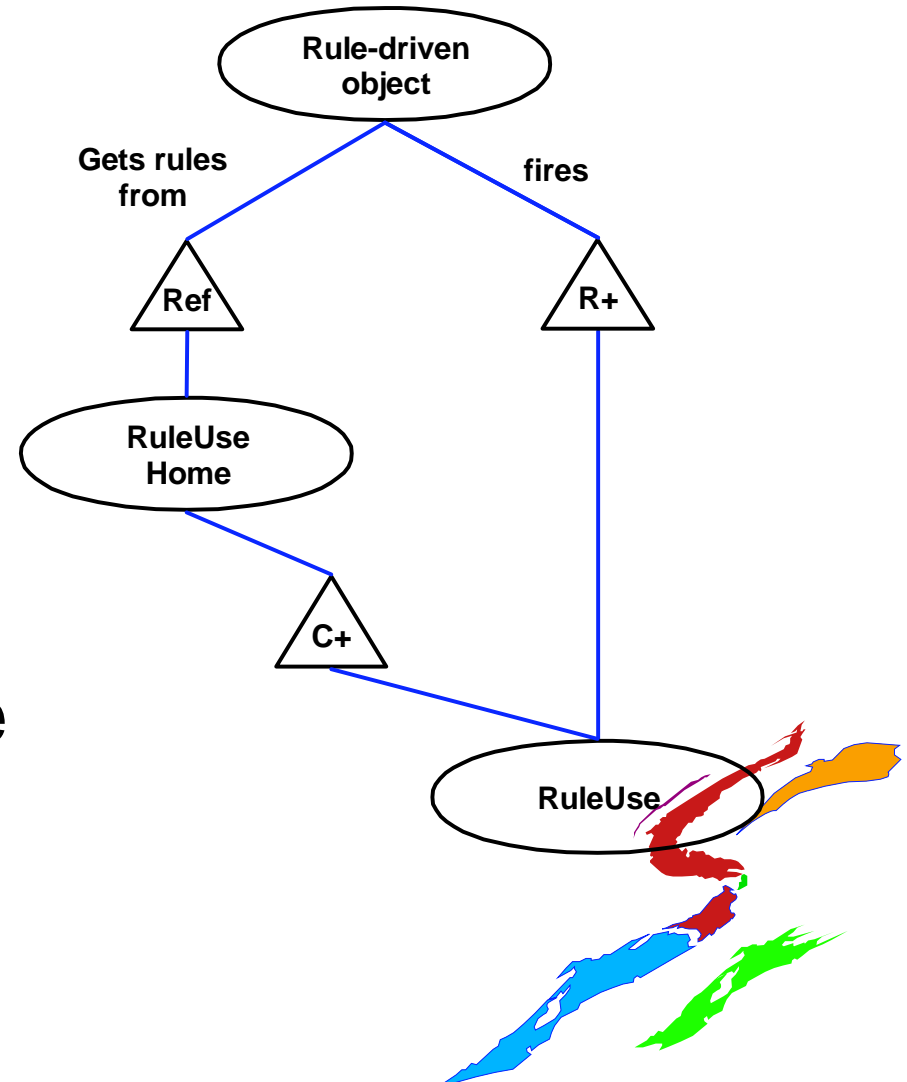 Rule-driven
object
Gets rules
from
fires
Ref
R+
RuleUse
Home
C+
e
RuleUse